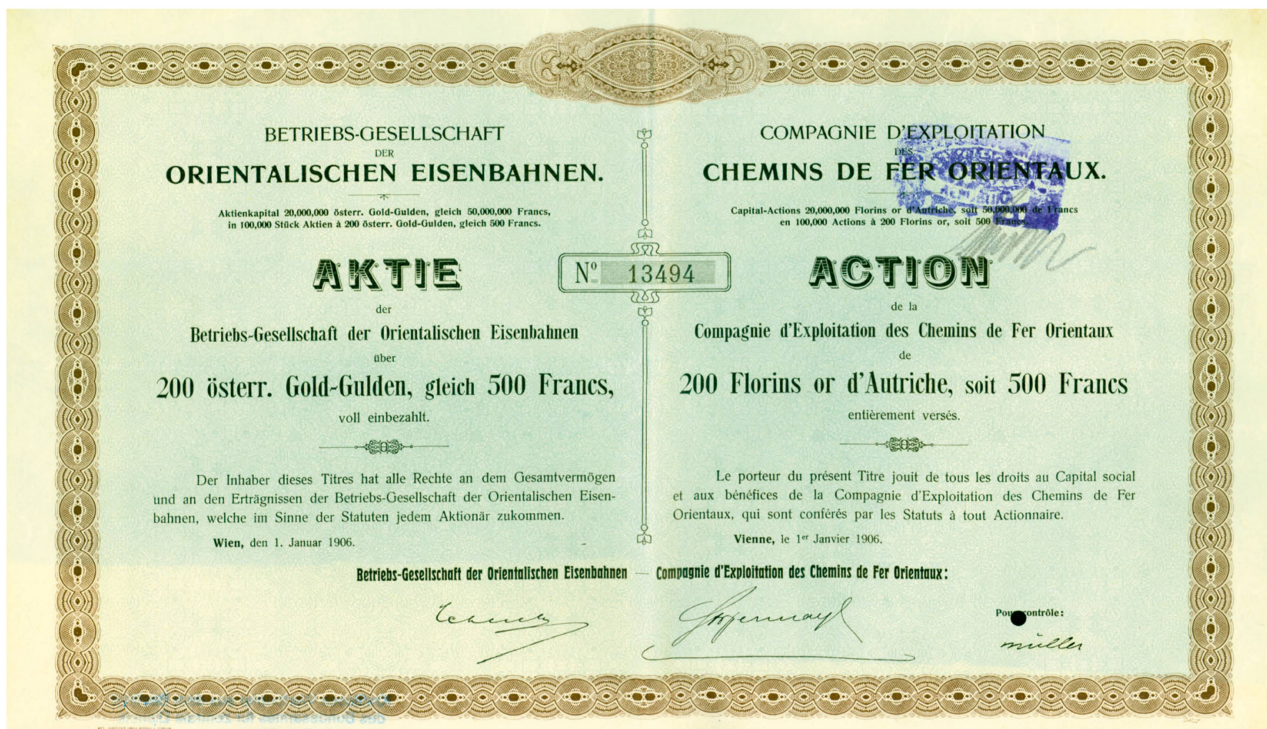 BETRIEBS-GESELLSCHAFT
DER
ORIENTALISCHEN EISENBAHNEN.
Aktienkapital 20,000,000 österr. Gold-Gulden, gleich 50,000,000 Francs,
in 100,000 Stück Aktien à 200 österr. Gold-Gulden, gleich 500 Francs.
AKTIE
der
Betriebs-Gesellschaft der Orientalischen Eisenbahnen
über
200 österr. Gold-Gulden, gleich 500 Francs,
voll einbezahlt.
Der Inhaber dieses Titres hat alle Rechte an dem Gesamtvermögen
und an den Erträgnissen der Betriebs-Gesellschaft der Orientalischen Eisen-
bahnen, welche im Sinne der Statuten jedem Aktionär zukommen.
Wien, den 1. Januar 1906.
No 13494
COMPAGNIE D'EXPLOITATION
DES
CHEMINS DE FER ORIENTAUX.
Capital-Actions 20,000,000 Florins or d'Autriche, soit 50,000,000 de Francs
en 100,000 Actions à 200 Florins or, soit 500 Francs.
ACTION
de la
Compagnie d'Exploitation des Chemins de Fer Orientaux
de
200 Florins or d'Autriche, soit 500 Francs
entièrement versés.
Le porteur du présent Titre jouit de tous les droits au Capital social
et aux bénéfices de la Compagnie d'Exploitation des Chemins de Fer
Orientaux, qui sont conférés par les Statuts à tout Actionnaire.
Vienne, le 1er Janvier 1906.
Betriebs-Gesellschaft der Orientalischen Eisenbahnen — Compagnie d'Exploitation des Chemins de Fer Orientaux:
Pour contrôle:
müller